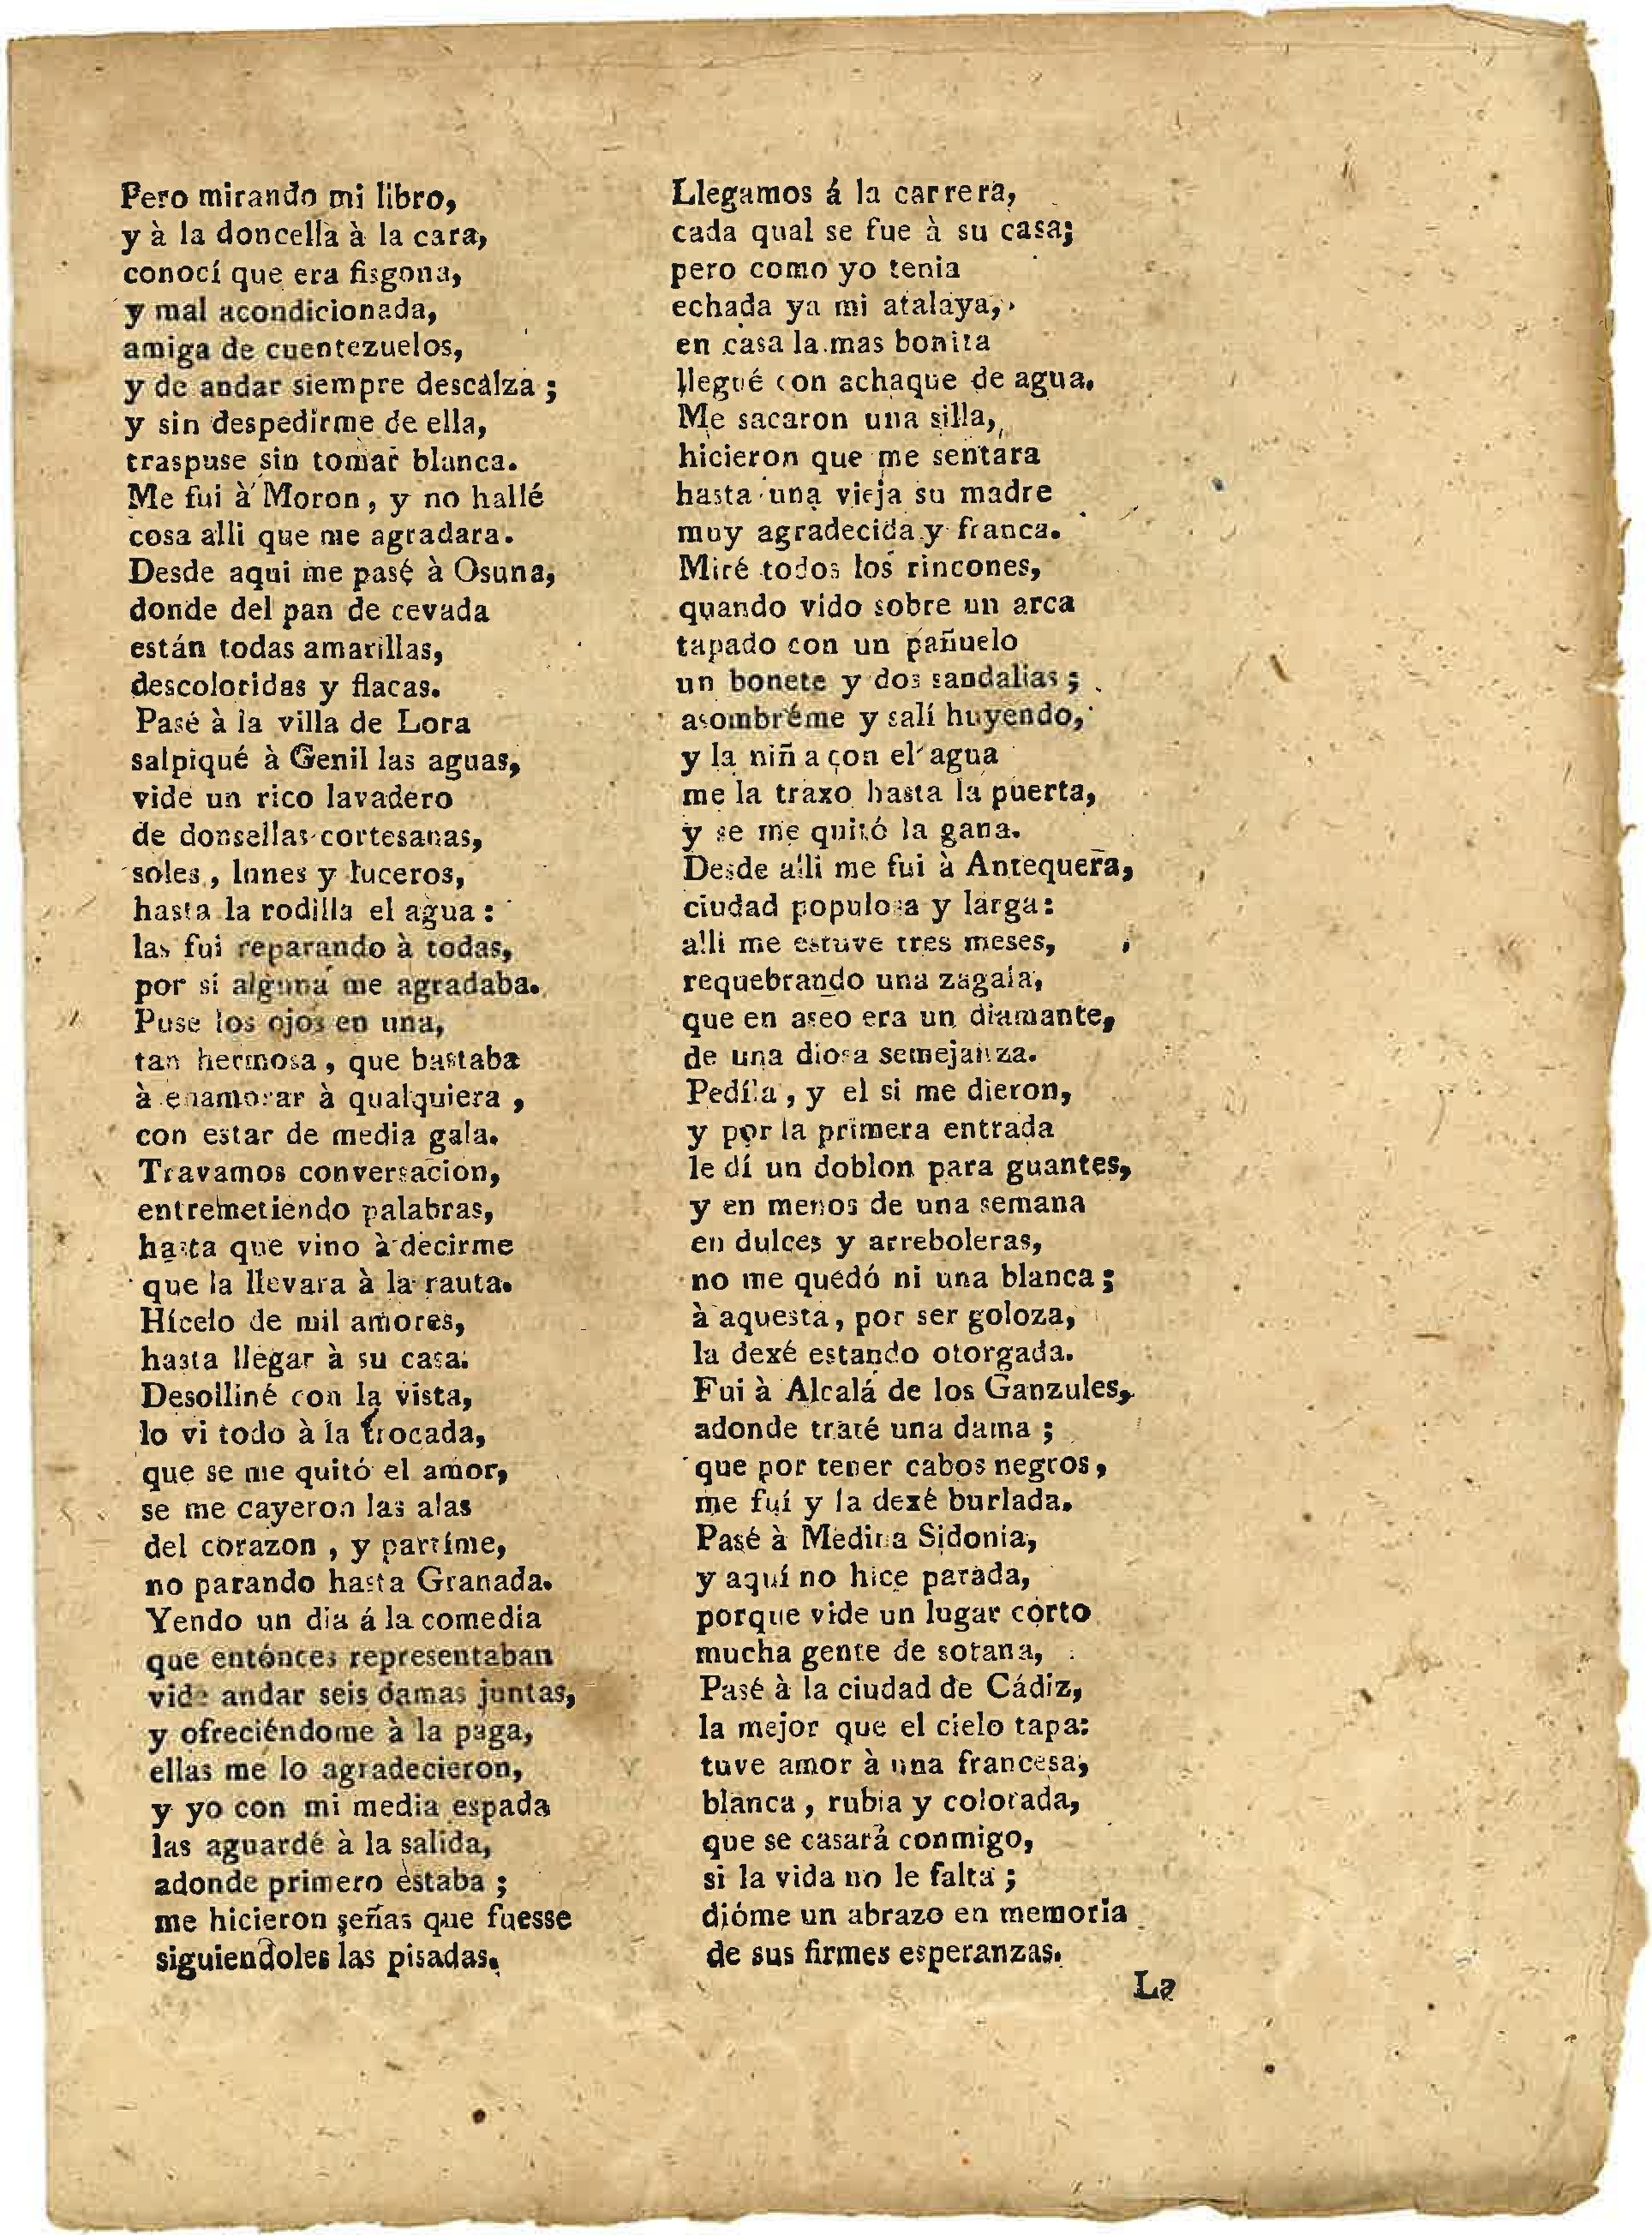 Pero mirando mi libro,
y à la doncella à la cara,
conocí que era fisgona,
y mal acondicionada,
amiga de cuentezuelos,
y de andar siempre descalza ;
y sin despedirme de ella,
traspuse sin tomar blanca.
Me fui à Moron, y no hallé
cosa alli que me agradara.
Desde aqui me pasé à Osuna,
donde del pan de cevada
están todas amarillas,
descoloridas y flacas.
Pasé à la villa de Lora
salpiqué à Genil las aguas,
vide un rico lavadero
de donsellas cortesanas,
soles, lunes y luceros,
hasta la rodilla el agua :
las fui reparando à todas,
por si alguna me agradaba.
Puse los ojos en una,
tan hermosa, que bastaba
à enamorar à qualquiera ,
con estar de media gala.
Travamos conversacion,
entremetiendo palabras,
hasta que vino à decirme
que la llevara à la rauta.
Hícelo de mil amores,
hasta llegar à su casa.
Desolliné con la vista,
lo vi todo à la trocada,
que se me quitó el amor,
se me cayeron las alas
del corazon , y partíme,
no parando hasta Granada.
Yendo un dia á la comedia
que entónces representaban
vide andar seis damas juntas,
y ofreciéndome à la paga,
ellas me lo agradecieron,
y yo con mi media espada
las aguardé à la salida,
adonde primero estaba ;
me hicieron señas que fuesse
siguiendoles las pisadas.
Llegamos á la carrera,
cada qual se fue à su casa;
pero como yo tenia
echada ya mi atalaya,
en casa la mas bonita
llegué con achaque de agua.
Me sacaron una silla,
hicieron que me sentara
hasta una vieja su madre
muy agradecida y franca.
Miré todos los rincones,
quando vido sobre un arca
tapado con un pañuelo
un bonete y dos sandalias ;
asombréme y salí huyendo,
y la niña con el agua
me la traxo hasta la puerta,
y se me quitó la gana.
Desde alli me fui à Antequera,
ciudad populosa y larga:
alli me estuve tres meses,
requebrando una zagala,
que en aseo era un diamante,
de una diosa semejanza.
Pedíla , y el si me dieron,
y por la primera entrada
le dí un doblon para guantes,
y en menos de una semana
en dulces y arreboleras,
no me quedó ni una blanca ;
à aquesta, por ser goloza,
la dexé estando otorgada.
Fui à Alcalá de los Ganzules,
adonde traté una dama ;
que por tener cabos negros ,
me fuí y la dexé burlada.
Pasé à Medina Sidonia,
y aquí no hice parada,
porque vide un lugar corto
mucha gente de sotana,
Pasé à la ciudad de Cádiz,
la mejor que el cielo tapa:
tuve amor à una francesa,
blanca , rubia y colorada,
que se casará conmigo,
si la vida no le falta ;
dióme un abrazo en memoria
de sus firmes esperanzas.
La